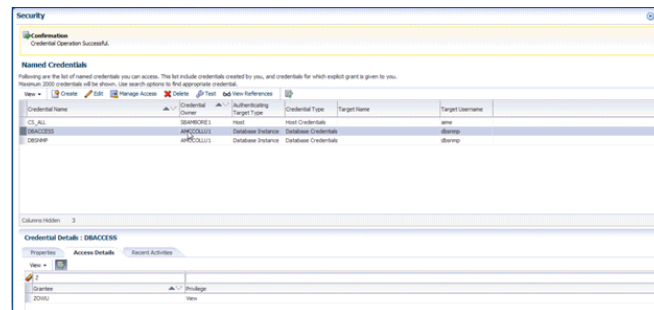 Security
Confirmation
Credential Operation Successful.
Named Credentials
Following are the list of named credentials you can access. This list include credentials created by you, and credentials for which explicit grant is given to you.
Maximum 2000 credentials will be shown. Use search options to find appropriate credential.
View Create Edit Manage Access Delete Test View References
Credential Name Credential Owner Authenticating Target Type Credential Type Target Name Target Username
CS_ALL SBAMBORE1 Host Host Credentials ame
DBACCESS AMCCOLLU1 Database Instance Database Credentials dbsnmp
DBSNMP AMCCOLLU1 Database Instance Database Credentials dbsnmp
Columns Hidden 3
Credential Details : DBACCESS
Properties Access Details Recent Activities
View
Z
Grantee Privilege
ZOWU View